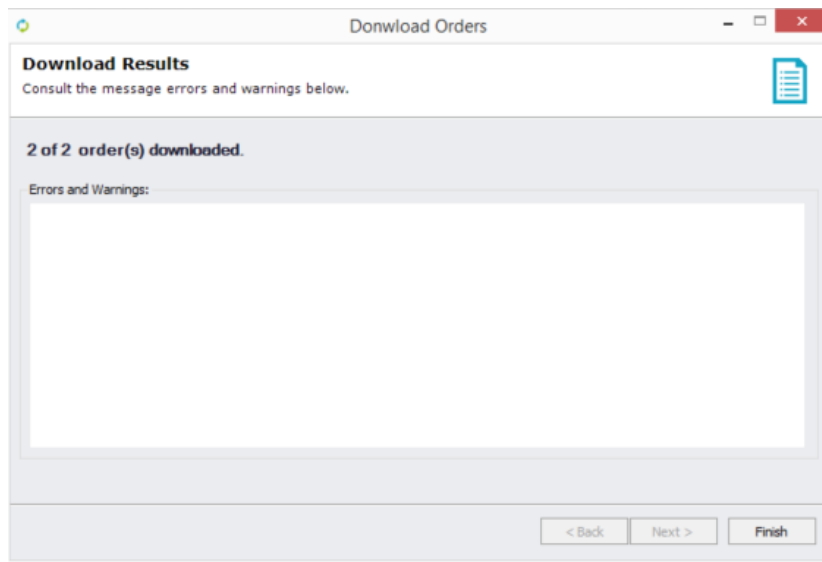 Donwload Orders
Download Results
Consult the message errors and warnings below.
2 of 2 order(s) downloaded.
Errors and Warnings:
< Back Next > Finish